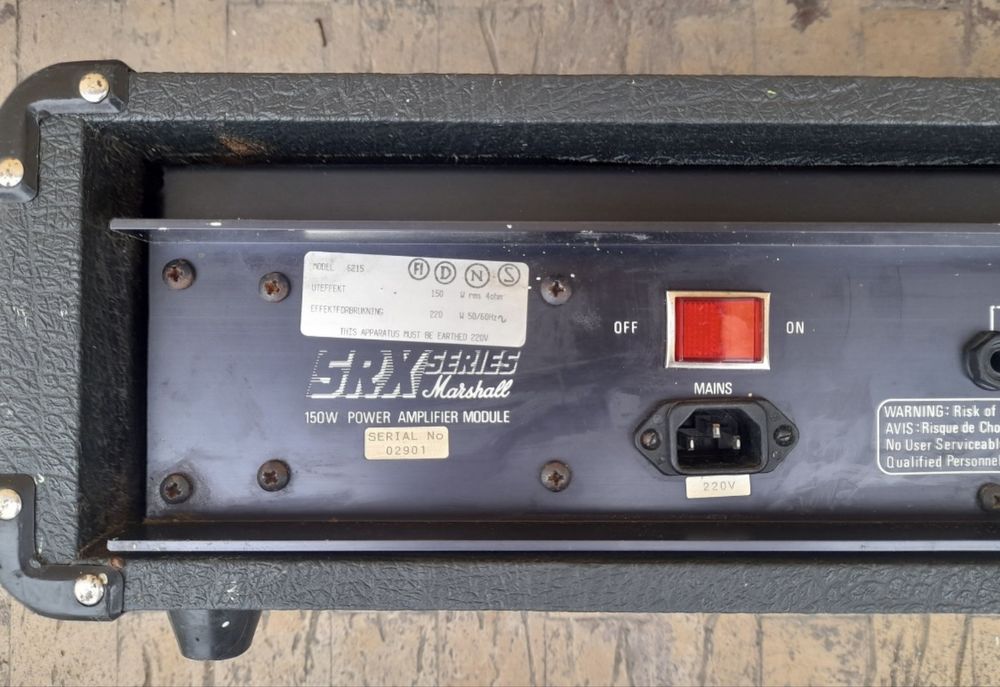 MODEL 6215 FI D N S
UTEFFEKT 150 W rms 4ohm
EFFEKTFORBRUKNING 220 W 50/60Hz~
THIS APPARATUS MUST BE EARTHED 220V
SRX SERIES
Marshall
150W POWER AMPLIFIER MODULE
SERIAL No
02901
OFF ON
MAINS
220V
WARNING: Risk of
AVIS: Risque de Cho
No User Serviceabl
Qualified Personnel